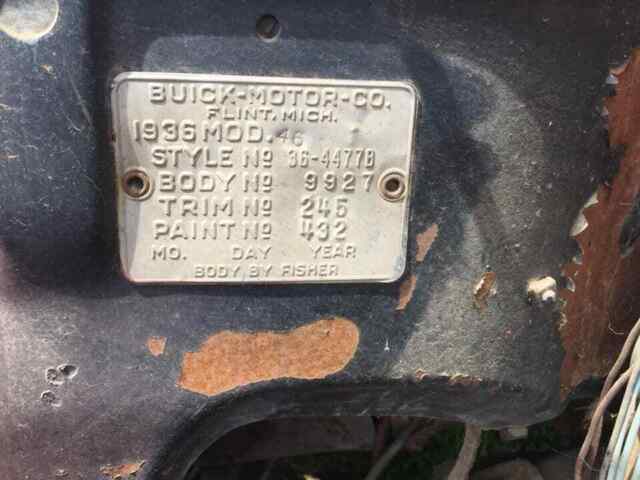 BUICK-MOTOR-CO.
FLINT. MICH.
1936 MOD. 46
STYLE Nº 36-4477B
BODY Nº 9927
TRIM Nº 245
PAINT Nº 432
MO. DAY YEAR
BODY BY FISHER